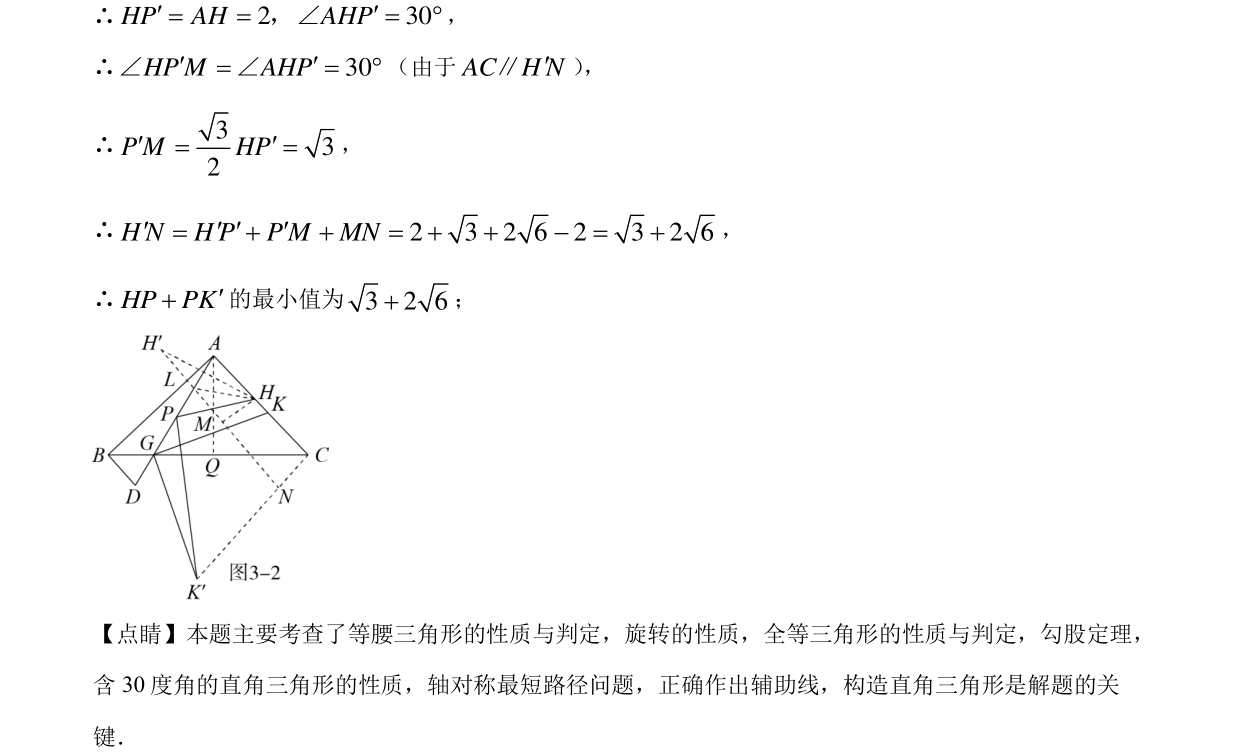 ∴ HP′ = AH = 2, ∠AHP′ = 30°,
∴ ∠HP′M = ∠AHP′ = 30°（由于 AC∥H′N），
∴ P′M = √3/2 HP′ = √3，
∴ H′N = H′P′ + P′M + MN = 2 + √3 + 2√6 − 2 = √3 + 2√6，
∴ HP + PK′ 的最小值为 √3 + 2√6；
H′ A
L
H
K
P
M
G
B
Q
C
D
N
图3-2
K′
【点睛】本题主要考查了等腰三角形的性质与判定，旋转的性质，全等三角形的性质与判定，勾股定理，
含 30 度角的直角三角形的性质，轴对称最短路径问题，正确作出辅助线，构造直角三角形是解题的关
键．